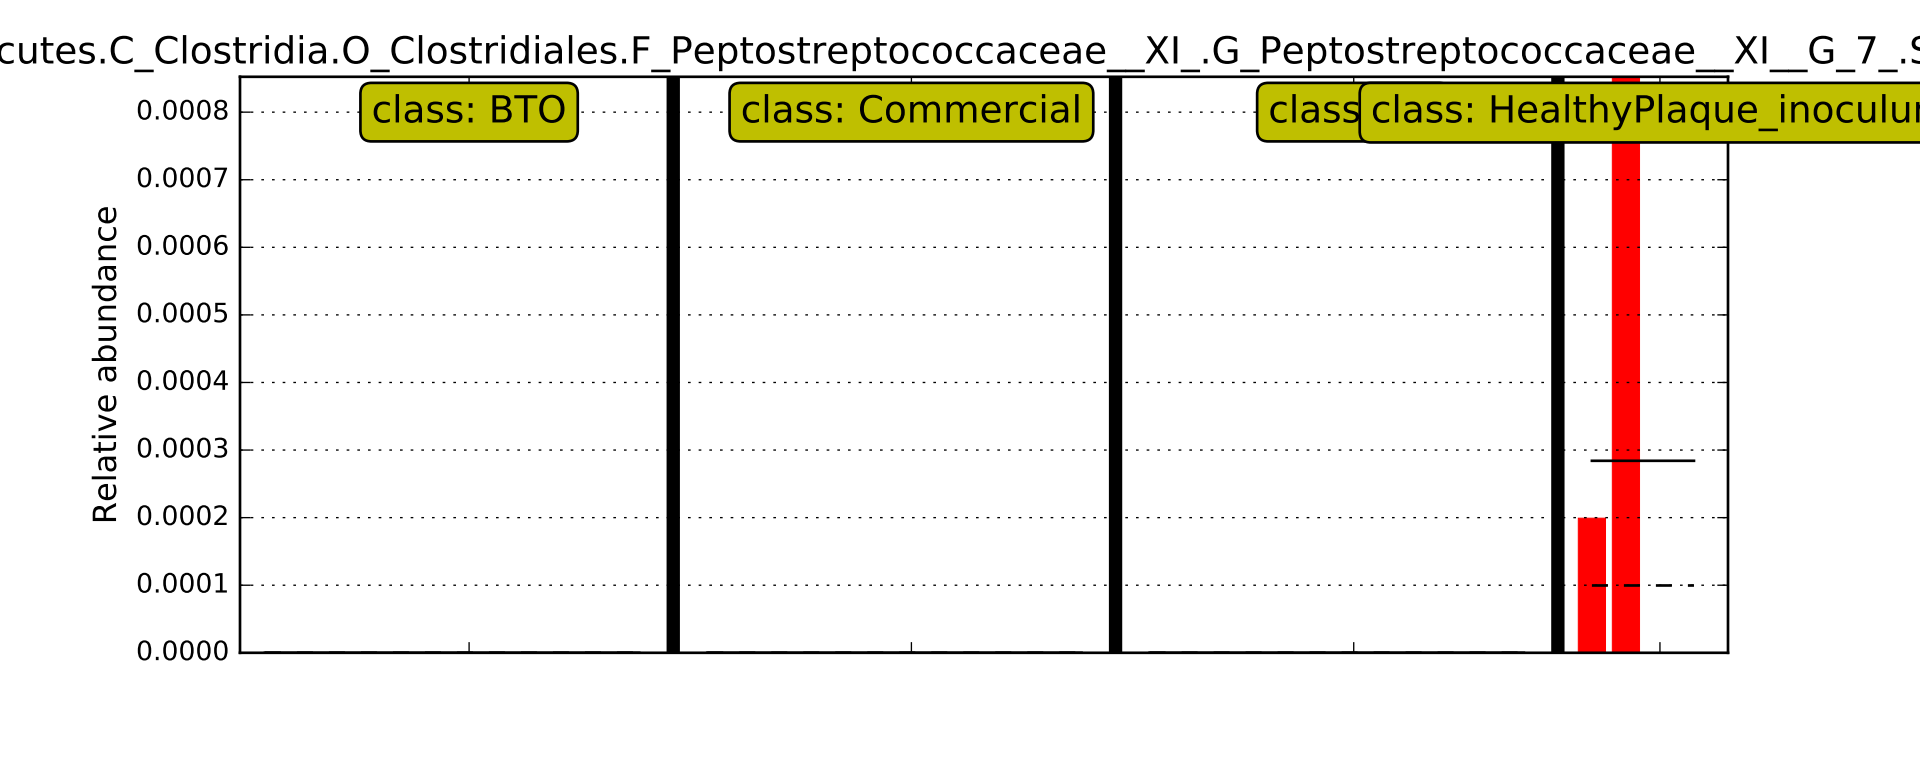 cutes.C_Clostridia.O_Clostridiales.F_Peptostreptococcaceae__XI_.G_Peptostreptococcaceae__XI__G_7_.S
class: BTO
class: Commercial
class
class: HealthyPlaque_inoculu
Relative abundance
0.0008
0.0007
0.0006
0.0005
0.0004
0.0003
0.0002
0.0001
0.0000